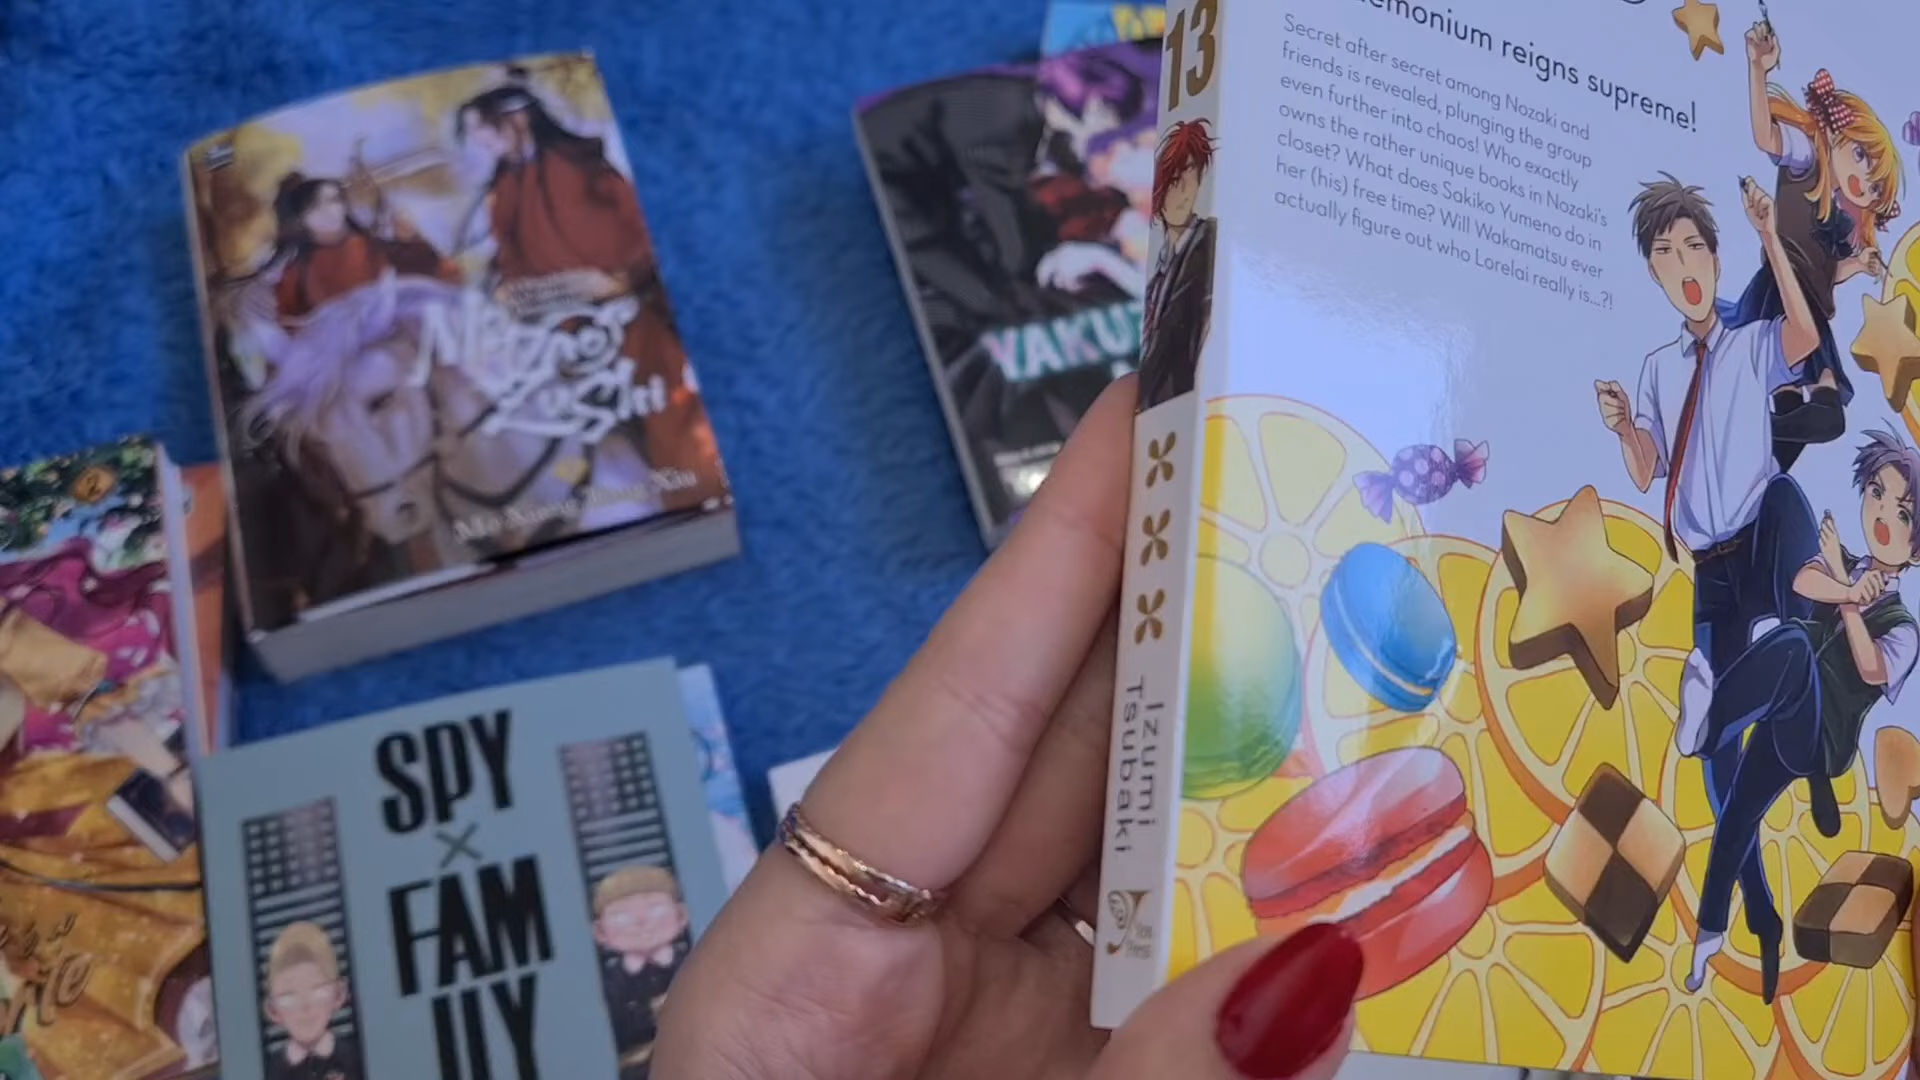 13
emonium reigns supreme!
Secret after secret among Nozaki and
friends is revealed, plunging the group
even further into chaos! Who exactly
owns the rather unique books in Nozaki's
closet? What does Sakiko Yumeno do in
her (his) free time? Will Wakamatsu ever
actually figure out who Lorelai really is...?!
Izumi
Tsubaki
Yen
Press
YAKU
Mo Xiang Tong Xiu
2
SPY
×
FAM
ILY